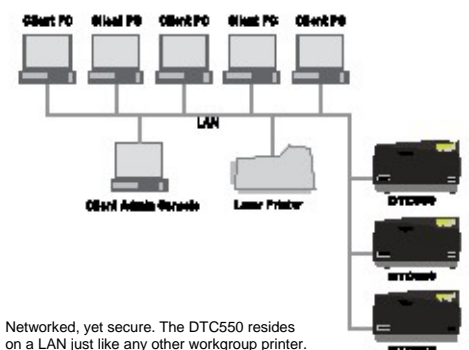 Client PC Client PC Client PC Client PC Client PC
LAN
Client Admin Console Laser Printer
DTC550
Networked, yet secure. The DTC550 resides
on a LAN just like any other workgroup printer.